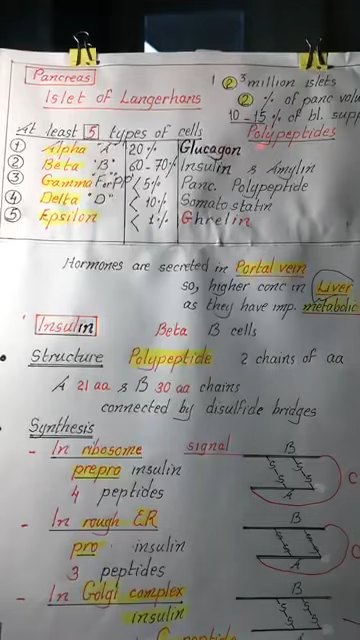 Pancreas
Islet of Langerhans
1 ② 3 million islets
② % of panc volu
10 - 15 % of bl. supp
At least 5 types of cells
Polypeptides
① Alpha "A" 20 % Glucagon
② Beta "B" 60 - 70 % Insulin & Amylin
③ Gamma "F or PP" < 5 % Panc. Polypeptide
④ Delta "D" < 10 % Somatostatin
⑤ Epsilon < 1 % Ghrelin
Hormones are secreted in Portal vein
so, higher conc in Liver
as they have imp. metabolic
Insulin Beta B cells
• Structure Polypeptide 2 chains of aa
A 21 aa & B 30 aa chains
connected by disulfide bridges
Synthesis
- In ribosome signal B
prepro insulin S S S S C
4 peptides A
- In rough ER B
pro insulin S S S S C
3 peptides A
- In Golgi complex B
insulin S S S S
C peptide